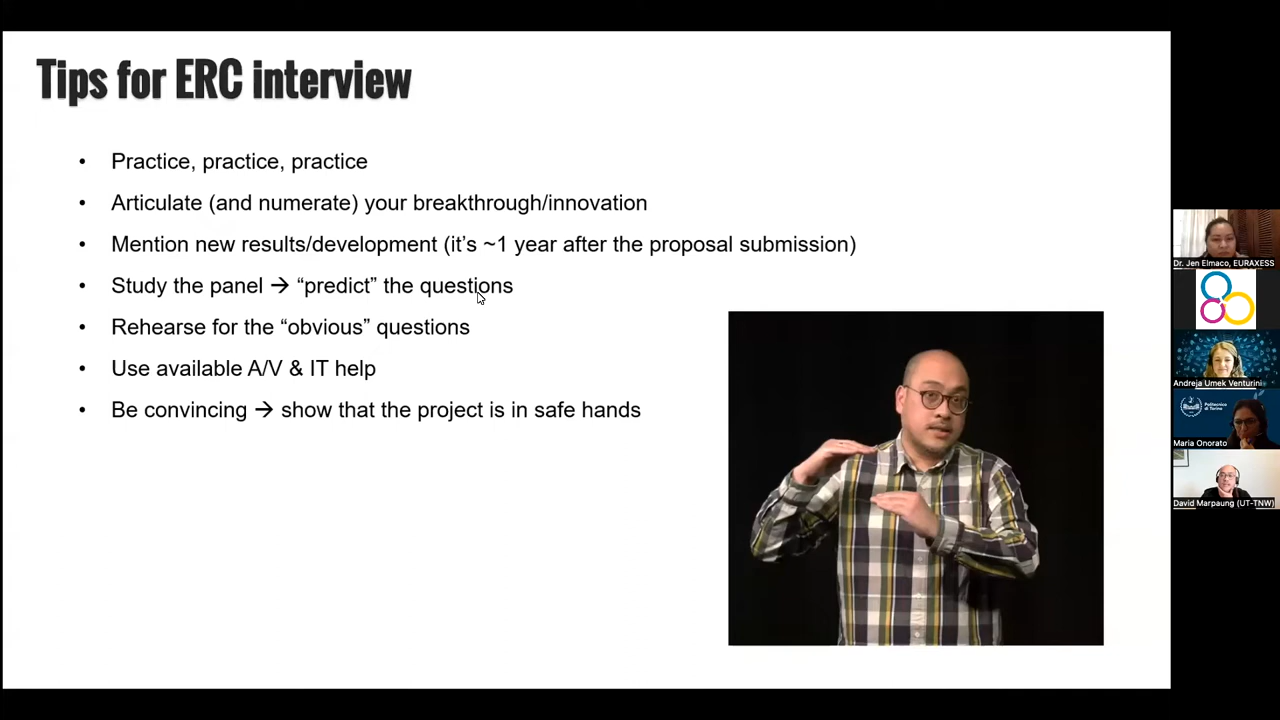 Tips for ERC interview
• Practice, practice, practice
• Articulate (and numerate) your breakthrough/innovation
• Mention new results/development (it’s ~1 year after the proposal submission)
• Study the panel → “predict” the questions
• Rehearse for the “obvious” questions
• Use available A/V & IT help
• Be convincing → show that the project is in safe hands
Dr. Jen Elmaco, EURAXESS
Andreja Umek Venturini
Politecnico
di Torino
Maria Onorato
David Marpaung (UT-TNW)